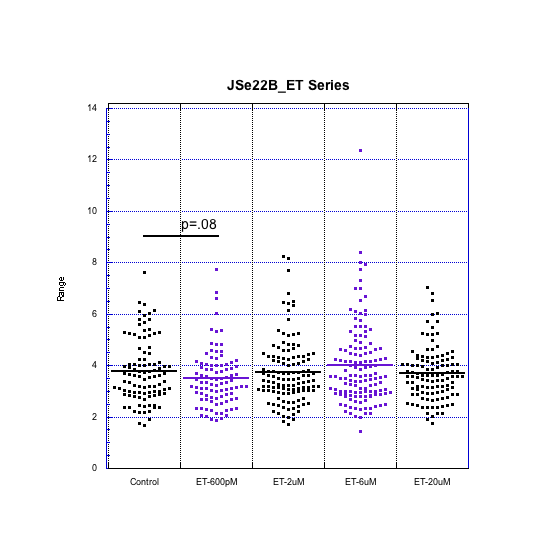 JSe22B_ET Series
14
12
10
8
6
4
2
0
Range
p=.08
Control
ET-600pM
ET-2uM
ET-6uM
ET-20uM